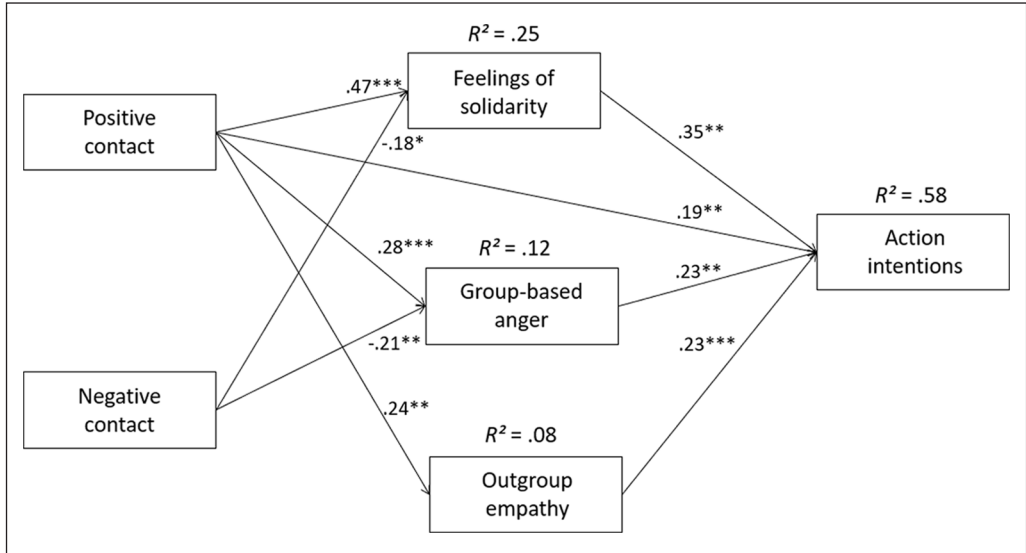 R² = .25
Feelings of
solidarity
.47***
Positive
contact
-.18*
.35**
R² = .58
.19**
Action
intentions
.28***
R² = .12
Group-based
anger
.23**
-.21**
.23***
Negative
contact
.24**
R² = .08
Outgroup
empathy